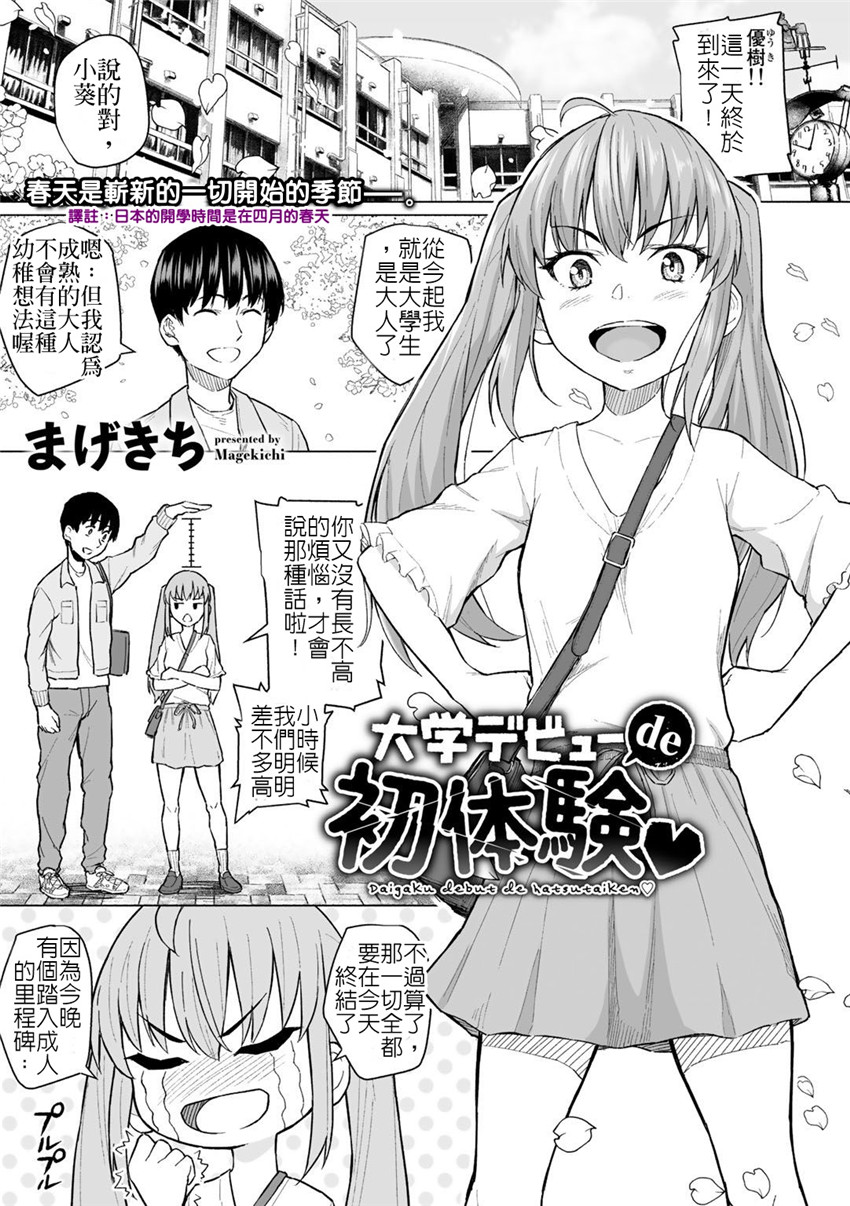 優樹!!
ゆうき
這一天終於
到來了！
說的對，
小葵
春天是嶄新的一切開始的季節——。
譯註：日本的開學時間是在四月的春天
從今起我
就是大學生
，是大人了
嗯：但我認爲
成熟的大人
不會有這種
幼稚想法喔
まげきち
presented by
Magekichi
你又沒有長不高
的煩惱，才會
說那種話啦！
小時候
我們明明
差不多高
大学デビューde
初体験♥
Daigaku debut de hatsutaiken♡
不過算了，
那一切全都
要在今天
終結了
因為今晚
有個踏入成人
的里程碑：
プルプル